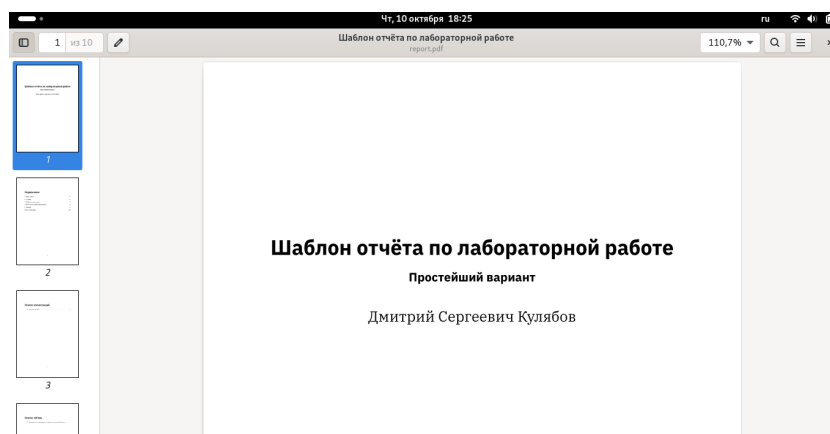 Чт, 10 октября 18:25
ru
1 из 10
Шаблон отчёта по лабораторной работе
report.pdf
110,7%
1
2
3
Шаблон отчёта по лабораторной работе
Простейший вариант
Дмитрий Сергеевич Кулябов